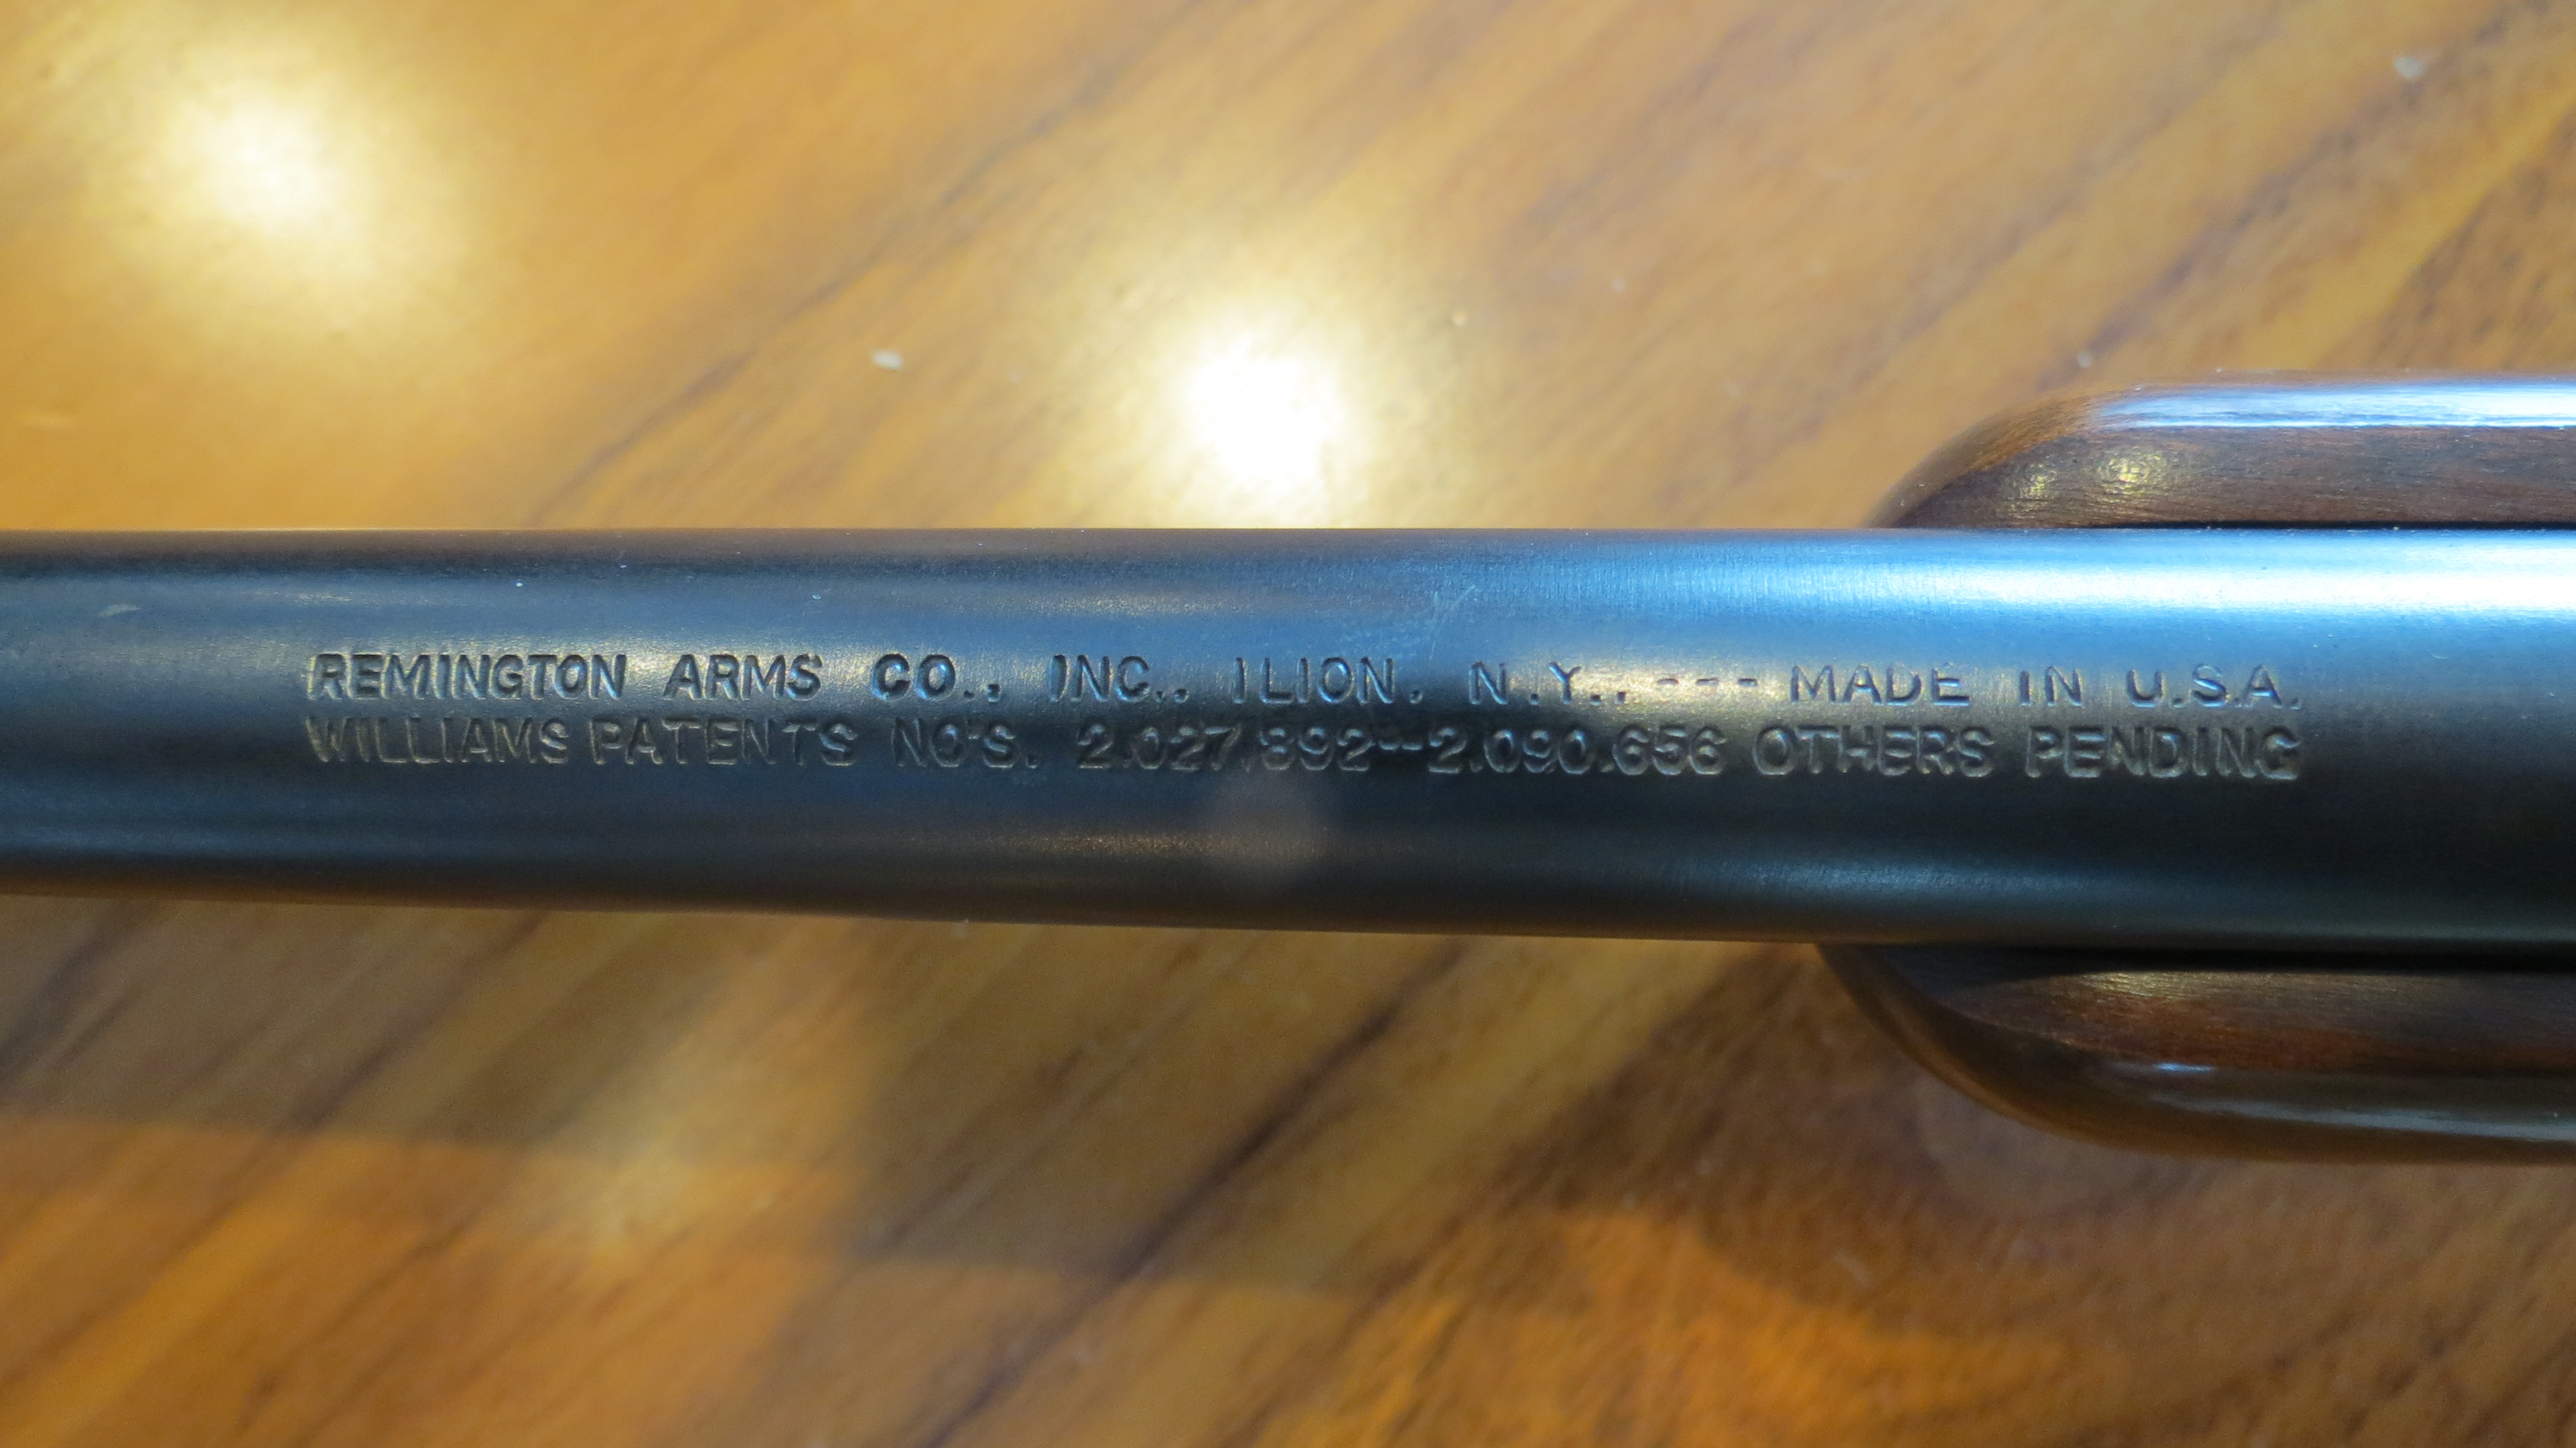 REMINGTON ARMS CO., INC., ILION, N.Y., --- MADE IN U.S.A.
WILLIAMS PATENTS NO'S. 2,027,892--2,090,656 OTHERS PENDING